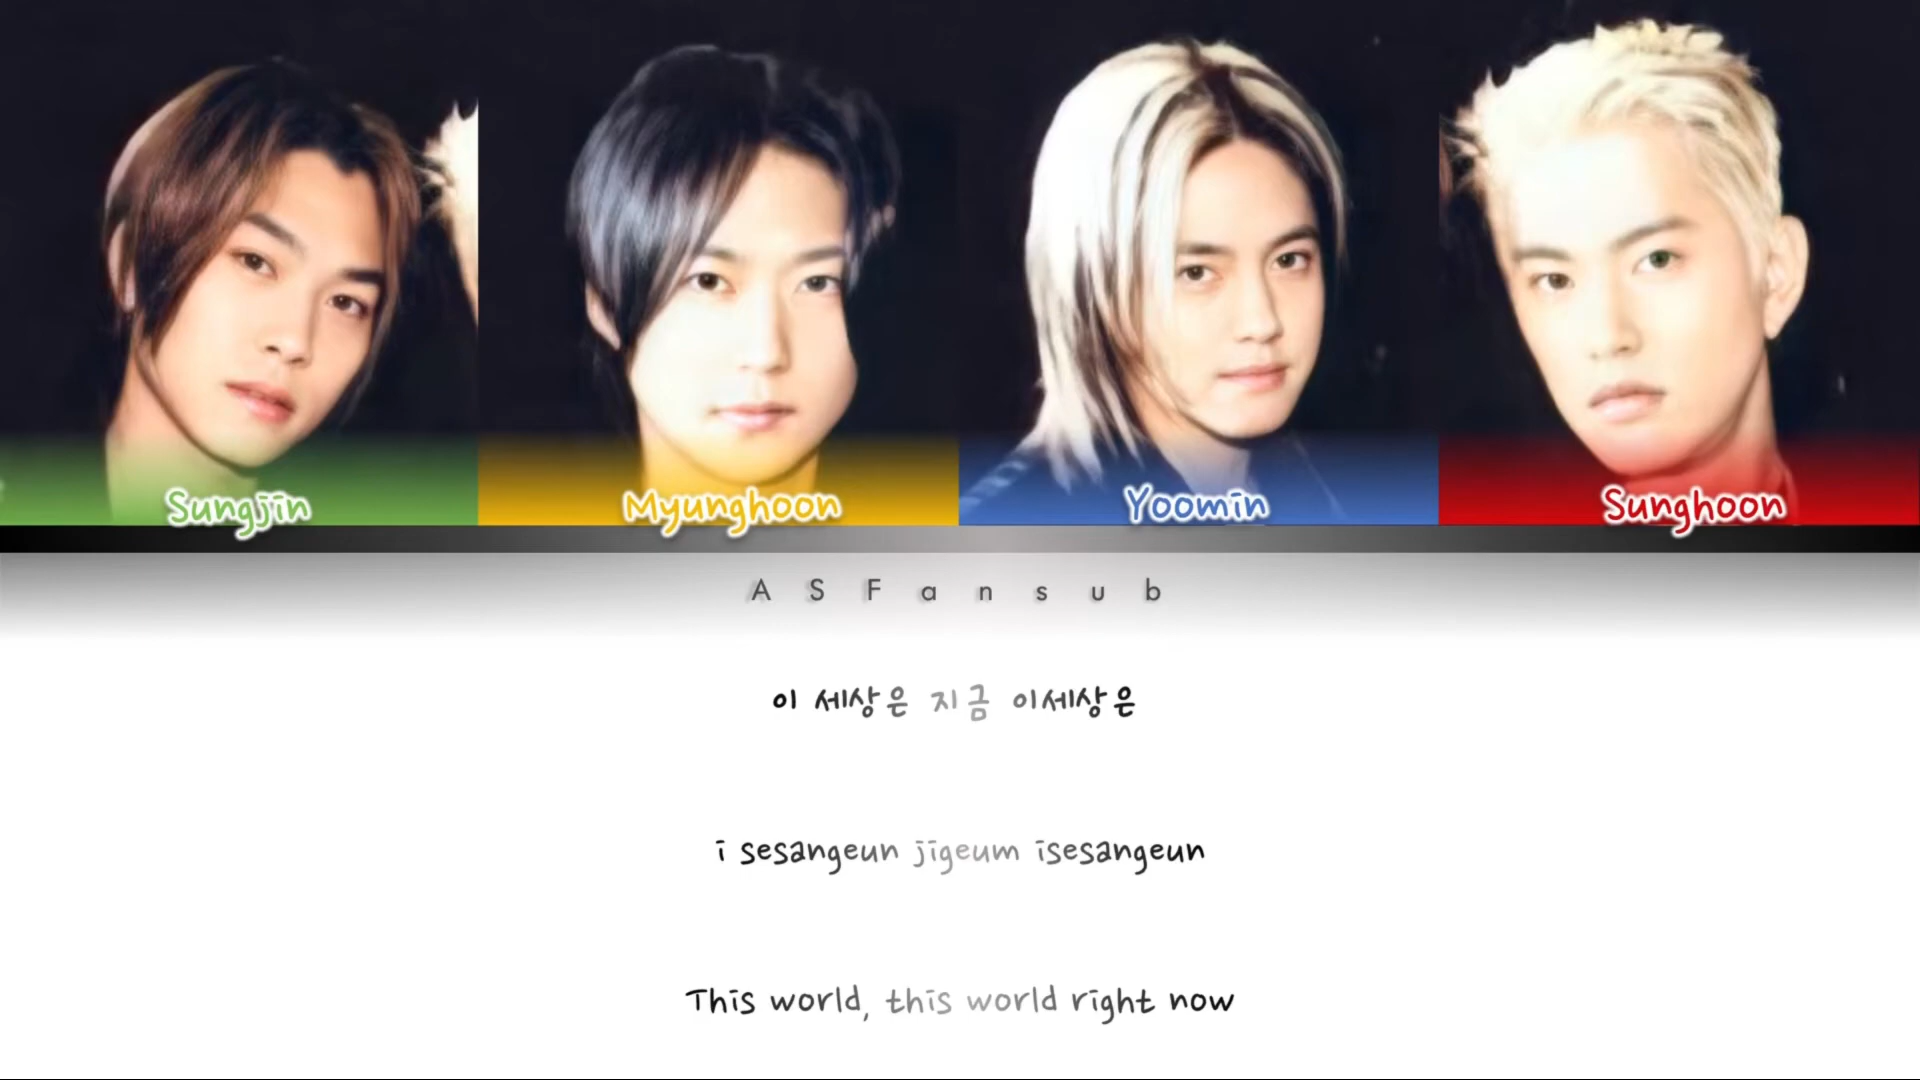 Sungjin Myunghoon Yoomin Sunghoon
ASFansub
이 세상은 지금 이세상은
i sesangeun jigeum isesangeun
This world, this world right now